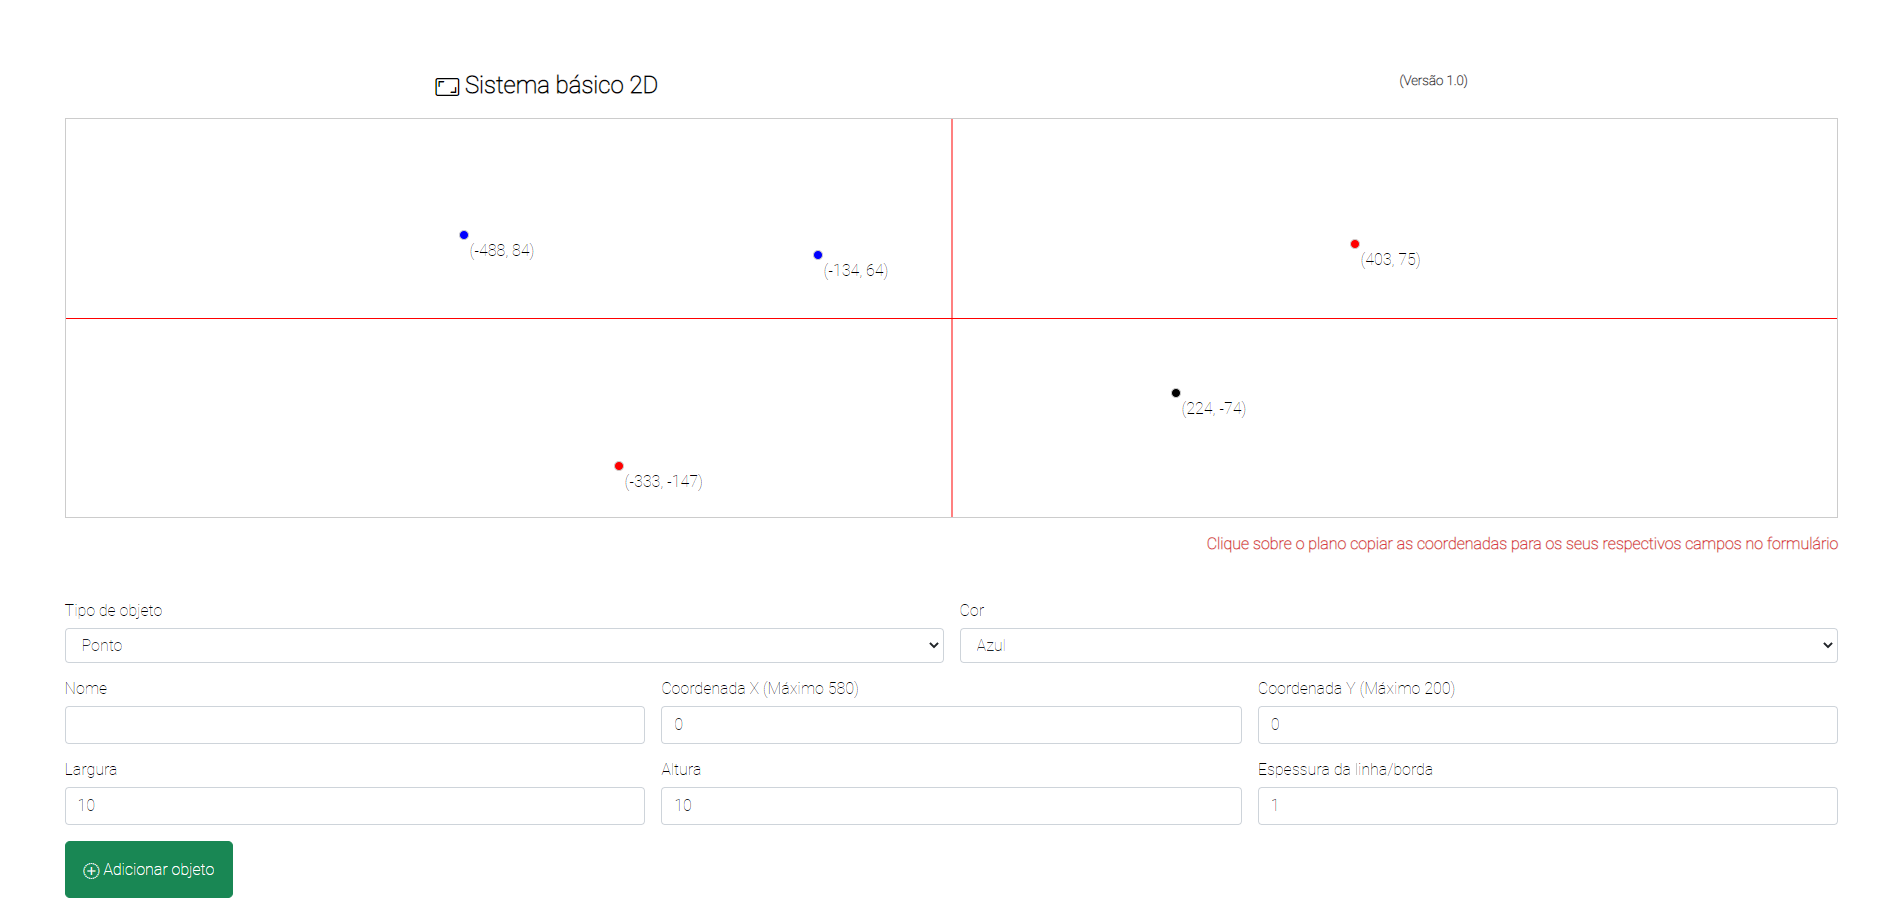 Sistema básico 2D
(Versão 1.0)
(-488, 84)
(-134, 64)
(403, 75)
(224, -74)
(-333, -147)
Clique sobre o plano copiar as coordenadas para os seus respectivos campos no formulário
Tipo de objeto
Cor
Ponto
Azul
Nome
Coordenada X (Máximo 580)
Coordenada Y (Máximo 200)
0
0
Largura
Altura
Espessura da linha/borda
10
10
1
Adicionar objeto